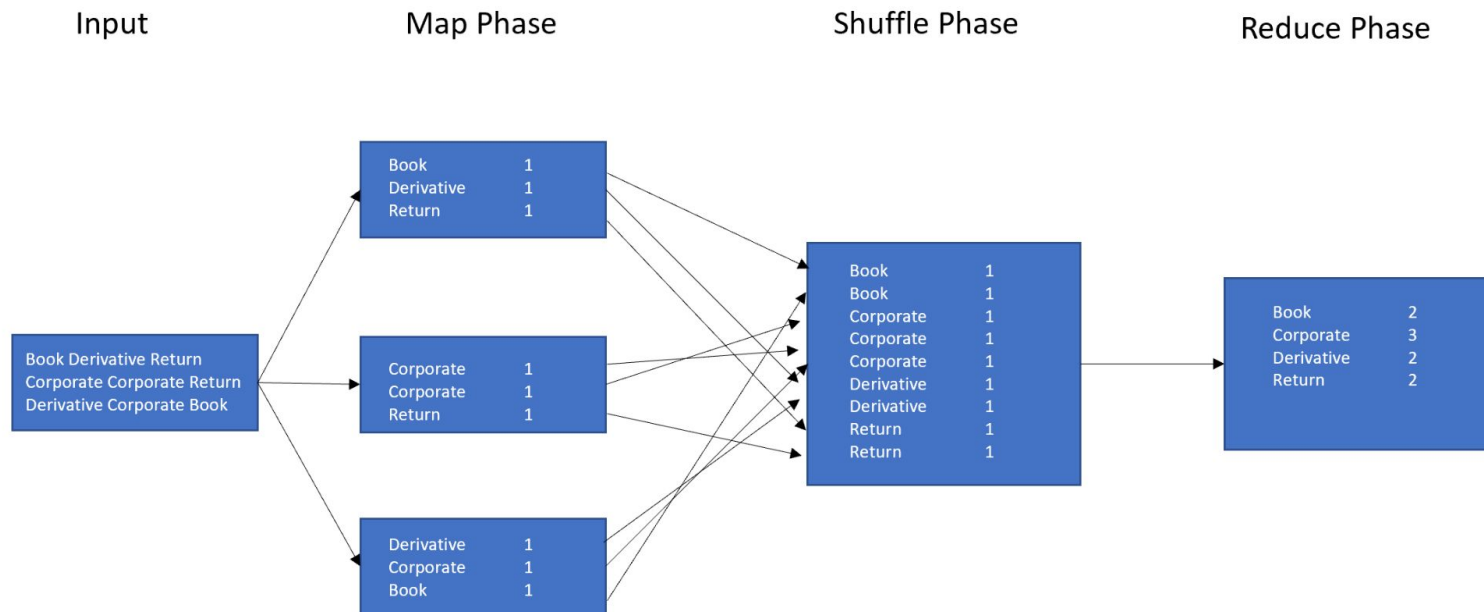 Input
Map Phase
Shuffle Phase
Reduce Phase
Book Derivative Return
Corporate Corporate Return
Derivative Corporate Book
Book 1
Derivative 1
Return 1
Corporate 1
Corporate 1
Return 1
Derivative 1
Corporate 1
Book 1
Book 1
Book 1
Corporate 1
Corporate 1
Corporate 1
Derivative 1
Derivative 1
Return 1
Return 1
Book 2
Corporate 3
Derivative 2
Return 2